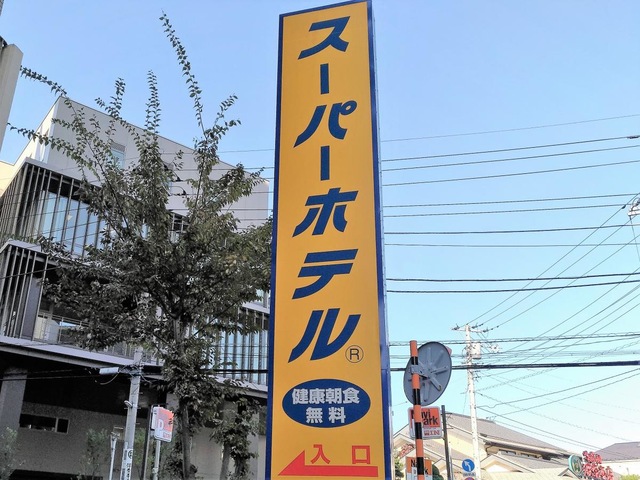 スーパーホテル
®
健康朝食
無料
入口